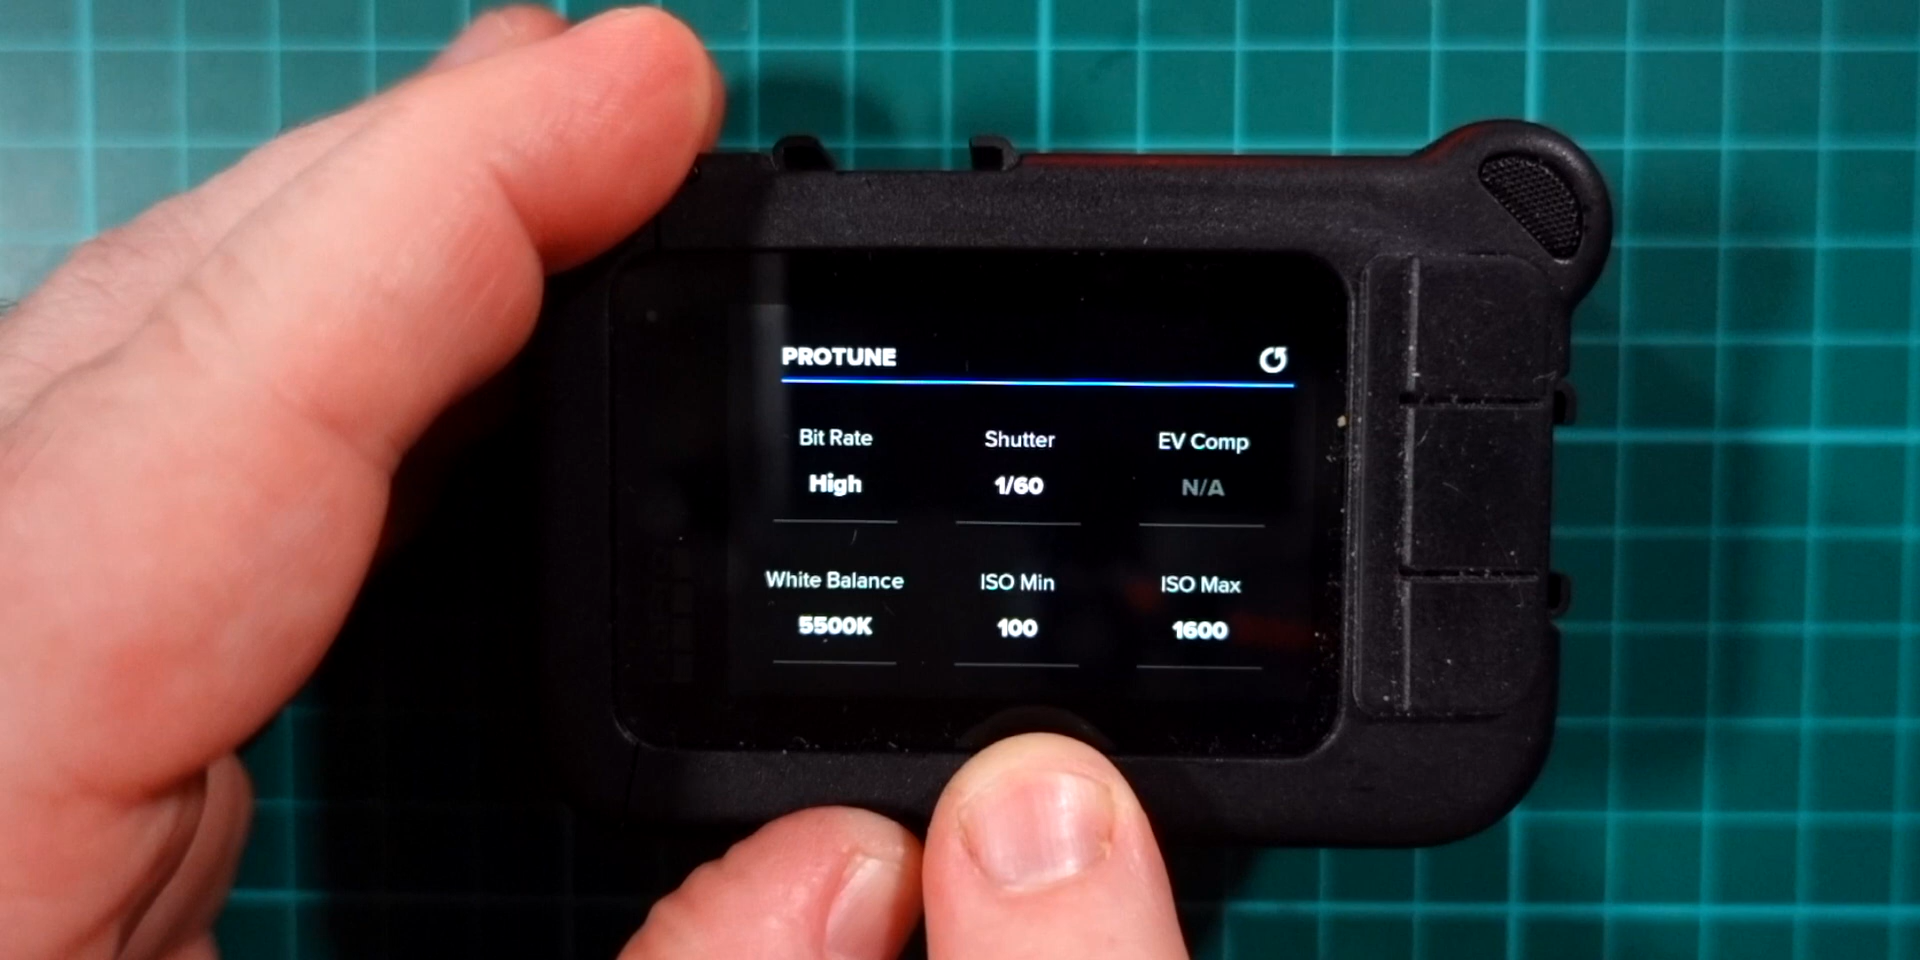 PROTUNE
Bit Rate Shutter EV Comp
High 1/60 N/A
White Balance ISO Min ISO Max
5500K 100 1600